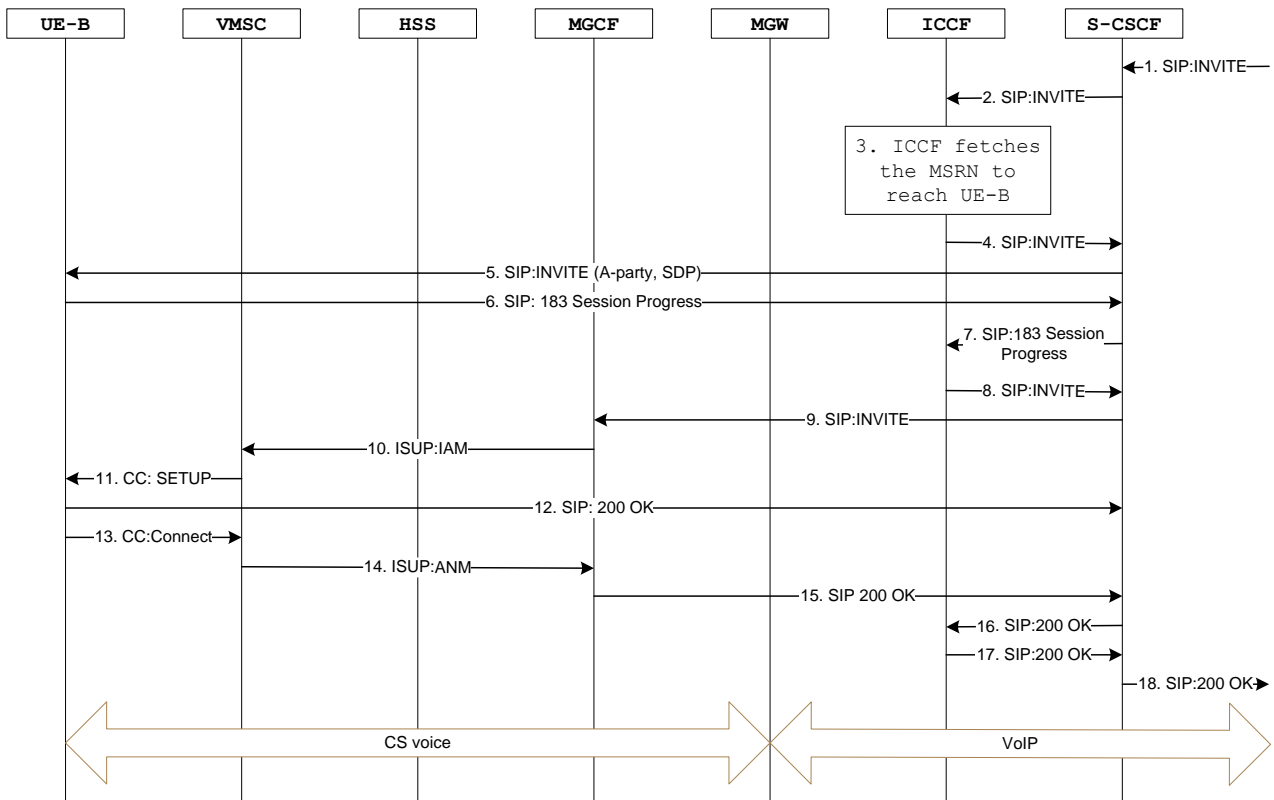 UE-B
VMSC
HSS
MGCF
MGW
ICCF
S-CSCF
1. SIP:INVITE
2. SIP:INVITE
3. ICCF fetches
the MSRN to
reach UE-B
4. SIP:INVITE
5. SIP:INVITE (A-party, SDP)
6. SIP: 183 Session Progress
7. SIP:183 Session
Progress
8. SIP:INVITE
9. SIP:INVITE
10. ISUP:IAM
11. CC: SETUP
12. SIP: 200 OK
13. CC:Connect
14. ISUP:ANM
15. SIP 200 OK
16. SIP:200 OK
17. SIP:200 OK
18. SIP:200 OK
CS voice
VoIP